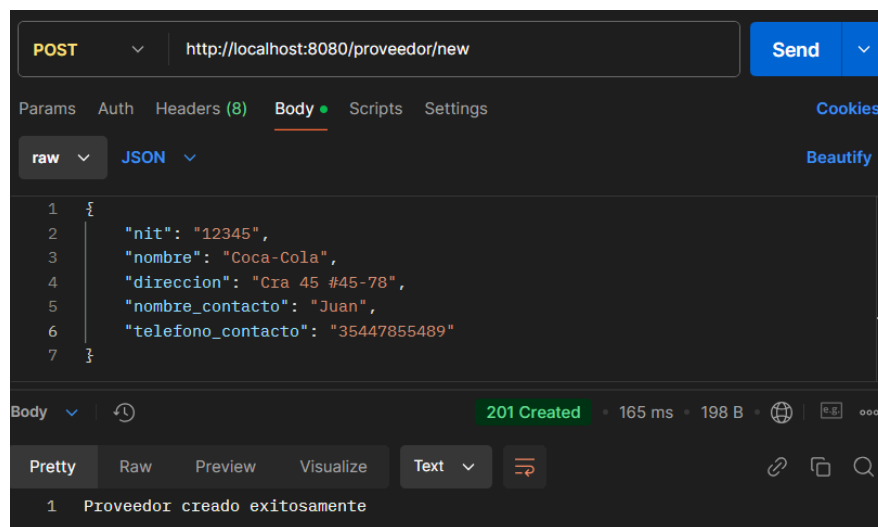 POST http://localhost:8080/proveedor/new Send
Params Auth Headers (8) Body Scripts Settings Cookies
raw JSON Beautify
1 {
2 "nit": "12345",
3 "nombre": "Coca-Cola",
4 "direccion": "Cra 45 #45-78",
5 "nombre_contacto": "Juan",
6 "telefono_contacto": "35447855489"
7 }
Body 201 Created • 165 ms • 198 B • e.g. ooo
Pretty Raw Preview Visualize Text
1 Proveedor creado exitosamente